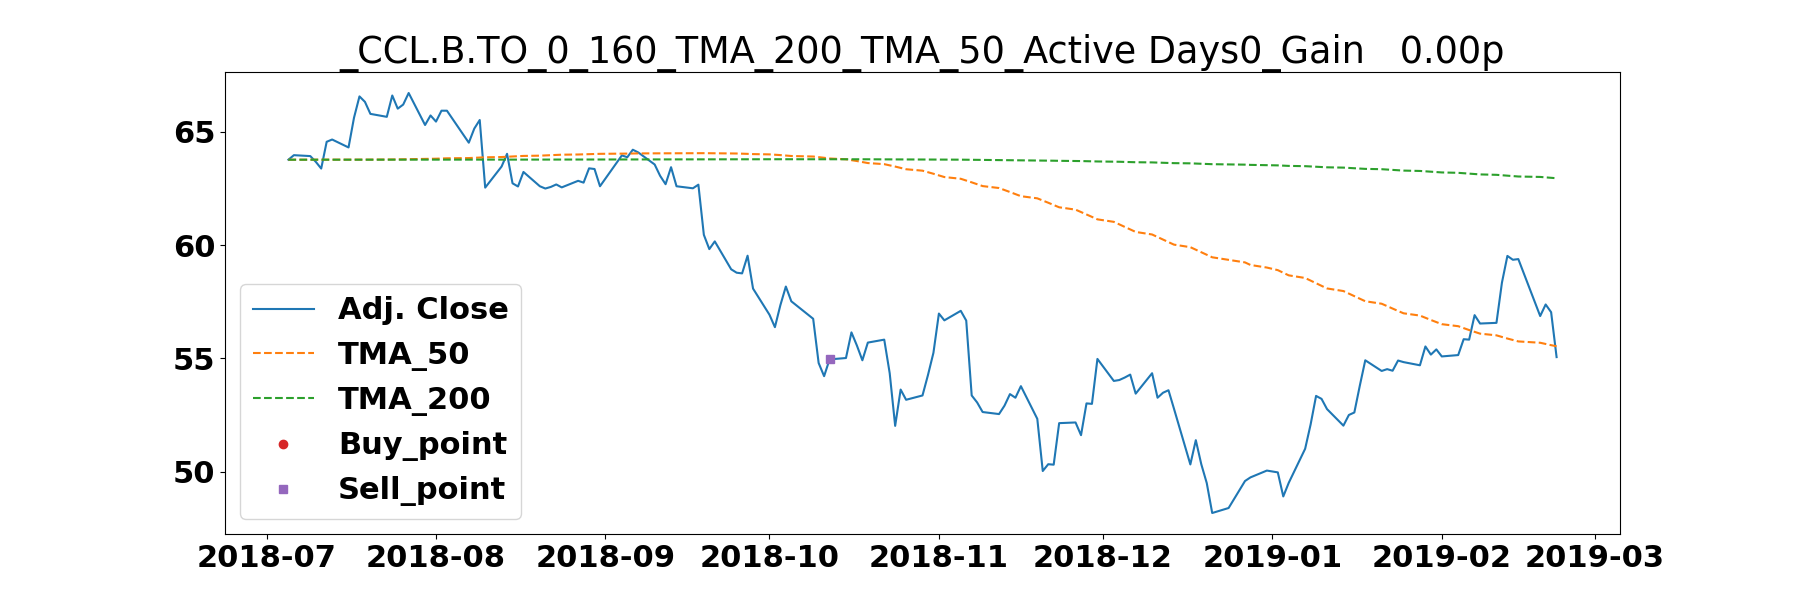 _CCL.B.TO_0_160_TMA_200_TMA_50_Active Days0_Gain   0.00p
65
60
55
50
Adj. Close
TMA_50
TMA_200
Buy_point
Sell_point
2018-07 2018-08 2018-09 2018-10 2018-11 2018-12 2019-01 2019-02 2019-03